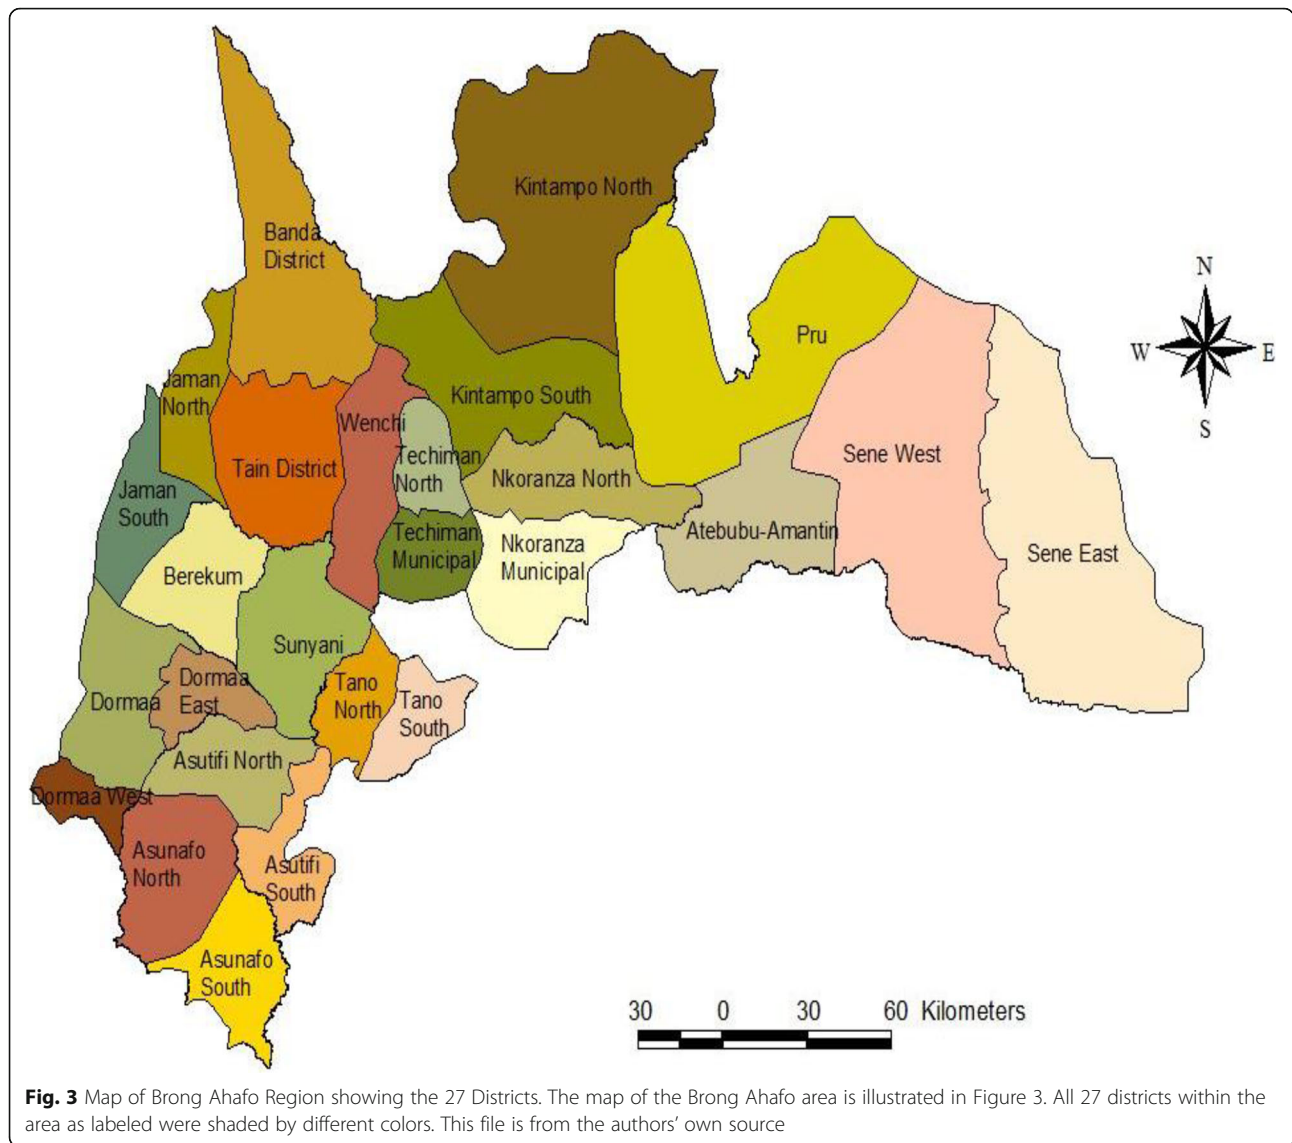 Kintampo North
Banda
District
N
Pru
W
E
Jaman
North
Kintampo South
S
Wenchi
Techiman
North
Sene West
Tain District
Nkoranza North
Jaman
South
Atebubu-Amantin
Techiman
Municipal
Nkoranza
Municipal
Sene East
Berekum
Sunyani
Dormaa
East
Tano
North
Dormaa
Tano
South
Asutifi North
Dormaa West
Asunafo
North
Asutifi
South
Asunafo
South
30 0 30 60 Kilometers
Fig. 3 Map of Brong Ahafo Region showing the 27 Districts. The map of the Brong Ahafo area is illustrated in Figure 3. All 27 districts within the
area as labeled were shaded by different colors. This file is from the authors' own source